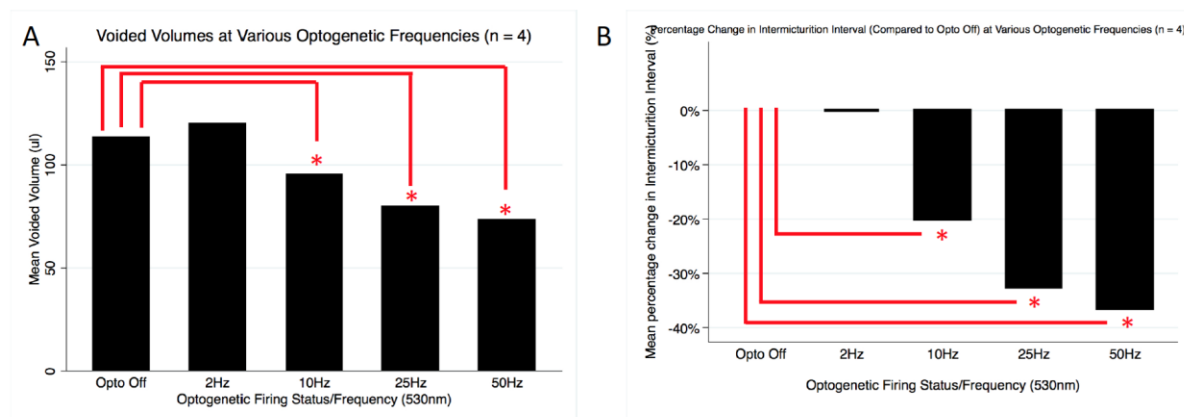 A
Voided Volumes at Various Optogenetic Frequencies (n = 4)
Mean Voided Volume (ul)
150
100
50
0
*
*
*
Opto Off 2Hz 10Hz 25Hz 50Hz
Optogenetic Firing Status/Frequency (530nm)
B
Percentage Change in Intermicturition Interval (Compared to Opto Off) at Various Optogenetic Frequencies (n = 4)
Mean percentage change in Intermicturition Interval (%)
0%
-10%
-20%
-30%
-40%
*
*
*
Opto Off 2Hz 10Hz 25Hz 50Hz
Optogenetic Firing Status/Frequency (530nm)